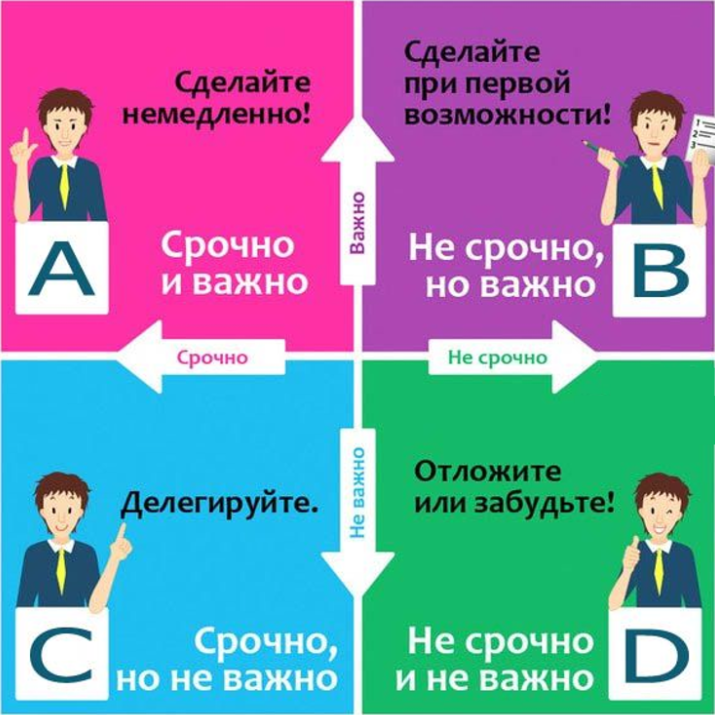 Сделайте
немедленно!
A
Срочно
и важно
Сделайте
при первой
возможности!
1
2
3
Не срочно,
но важно
B
Важно
Срочно
Не срочно
Не важно
Делегируйте.
C
Срочно,
но не важно
Отложите
или забудьте!
Не срочно
и не важно
D